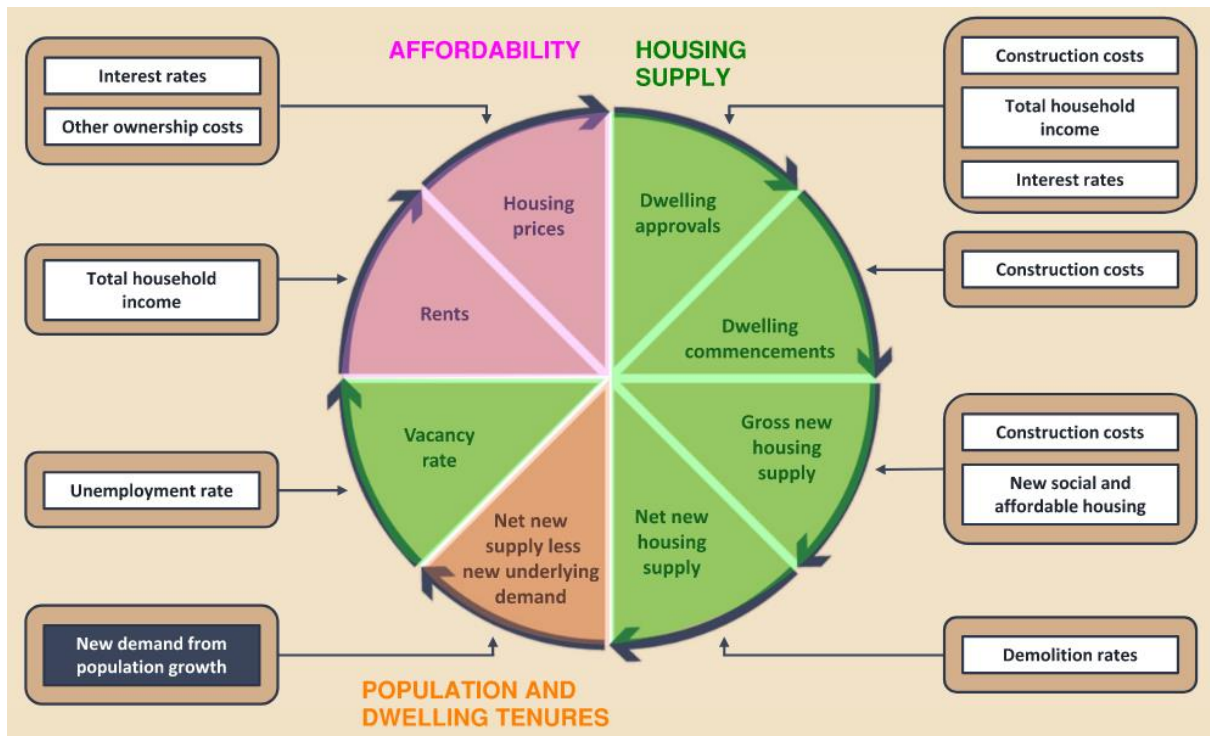 AFFORDABILITY
HOUSING
SUPPLY
Interest rates
Other ownership costs
Total household
income
Unemployment rate
New demand from
population growth
Housing
prices
Rents
Vacancy
rate
Net new
supply less
new underlying
demand
Dwelling
approvals
Dwelling
commencements
Gross new
housing
supply
Net new
housing
supply
Construction costs
Total household
income
Interest rates
Construction costs
Construction costs
New social and
affordable housing
Demolition rates
POPULATION AND
DWELLING TENURES